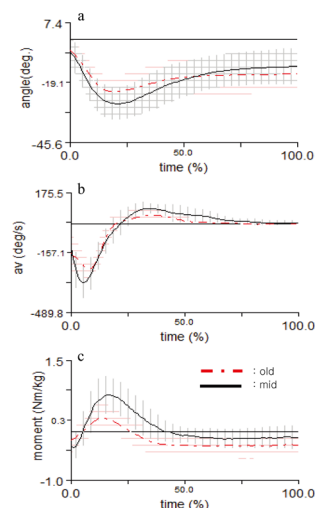 a
7.4
-19.1
-45.6
angle(deg.)
0.0
50.0
100.0
time (%)
b
175.5
-157.1
-489.8
av (deg/s)
0.0
50.0
100.0
time (%)
c
1.5
0.3
-1.0
moment (Nm/kg)
: old
: mid
0.0
50.0
100.0
time (%)